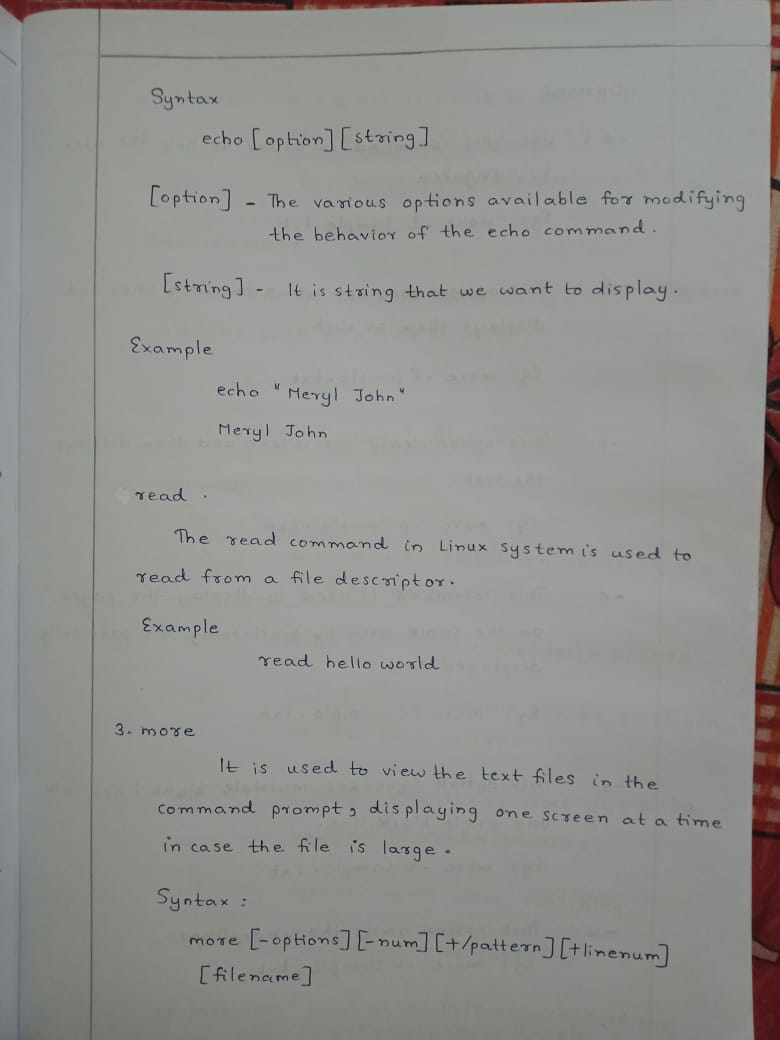 Syntax
echo [option] [string]
[option] - The various options available for modifying
the behavior of the echo command.
[string] - It is string that we want to display.
Example
echo "Meryl John"
Meryl John
read .
The read command in Linux system is used to
read from a file descriptor.
Example
read hello world
3. more
It is used to view the text files in the
command prompt, displaying one screen at a time
in case the file is large.
Syntax :
more [-options] [-num] [+/pattern] [+linenum]
[filename]